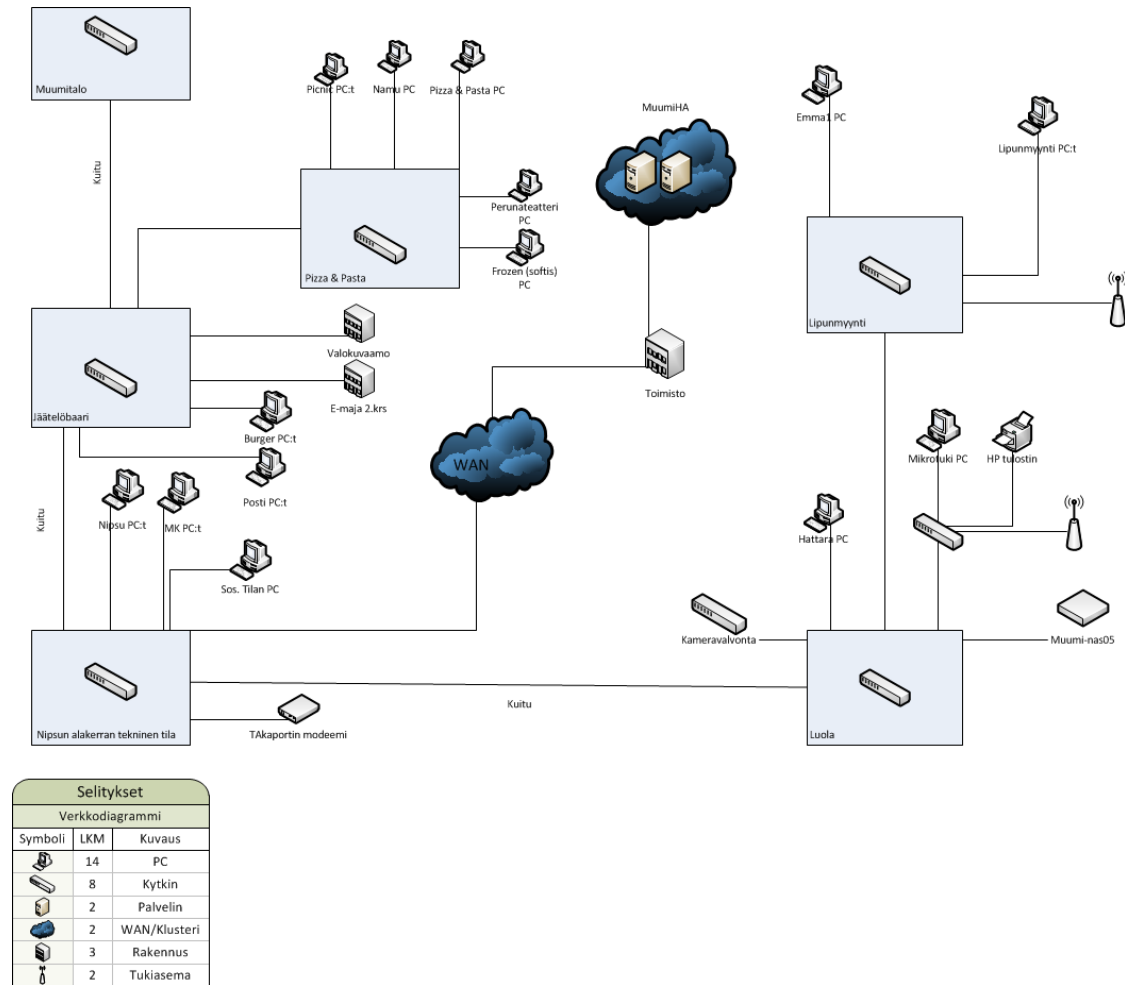 Muumitalo
Kuitu
Picnic PC:t
Namu PC
Pizza & Pasta PC
Perunateatteri
PC
Frozen (softis)
PC
Pizza & Pasta
MuumiHA
Emma1 PC
Lipunmyynti PC:t
Lipunmyynti
Valokuvaamo
E-maja 2.krs
Burger PC:t
Posti PC:t
Jäätelöbaari
Toimisto
WAN
Kuitu
Nipsu PC:t
MK PC:t
Sos. Tilan PC
Mikrotuki PC
HP tulostin
Hattara PC
Kameravalvonta
Muumi-nas05
Nipsun alakerran tekninen tila
TAkaportin modeemi
Kuitu
Luola
Selitykset
Verkkodiagrammi
Symboli LKM Kuvaus
14 PC
8 Kytkin
2 Palvelin
2 WAN/Klusteri
3 Rakennus
2 Tukiasema